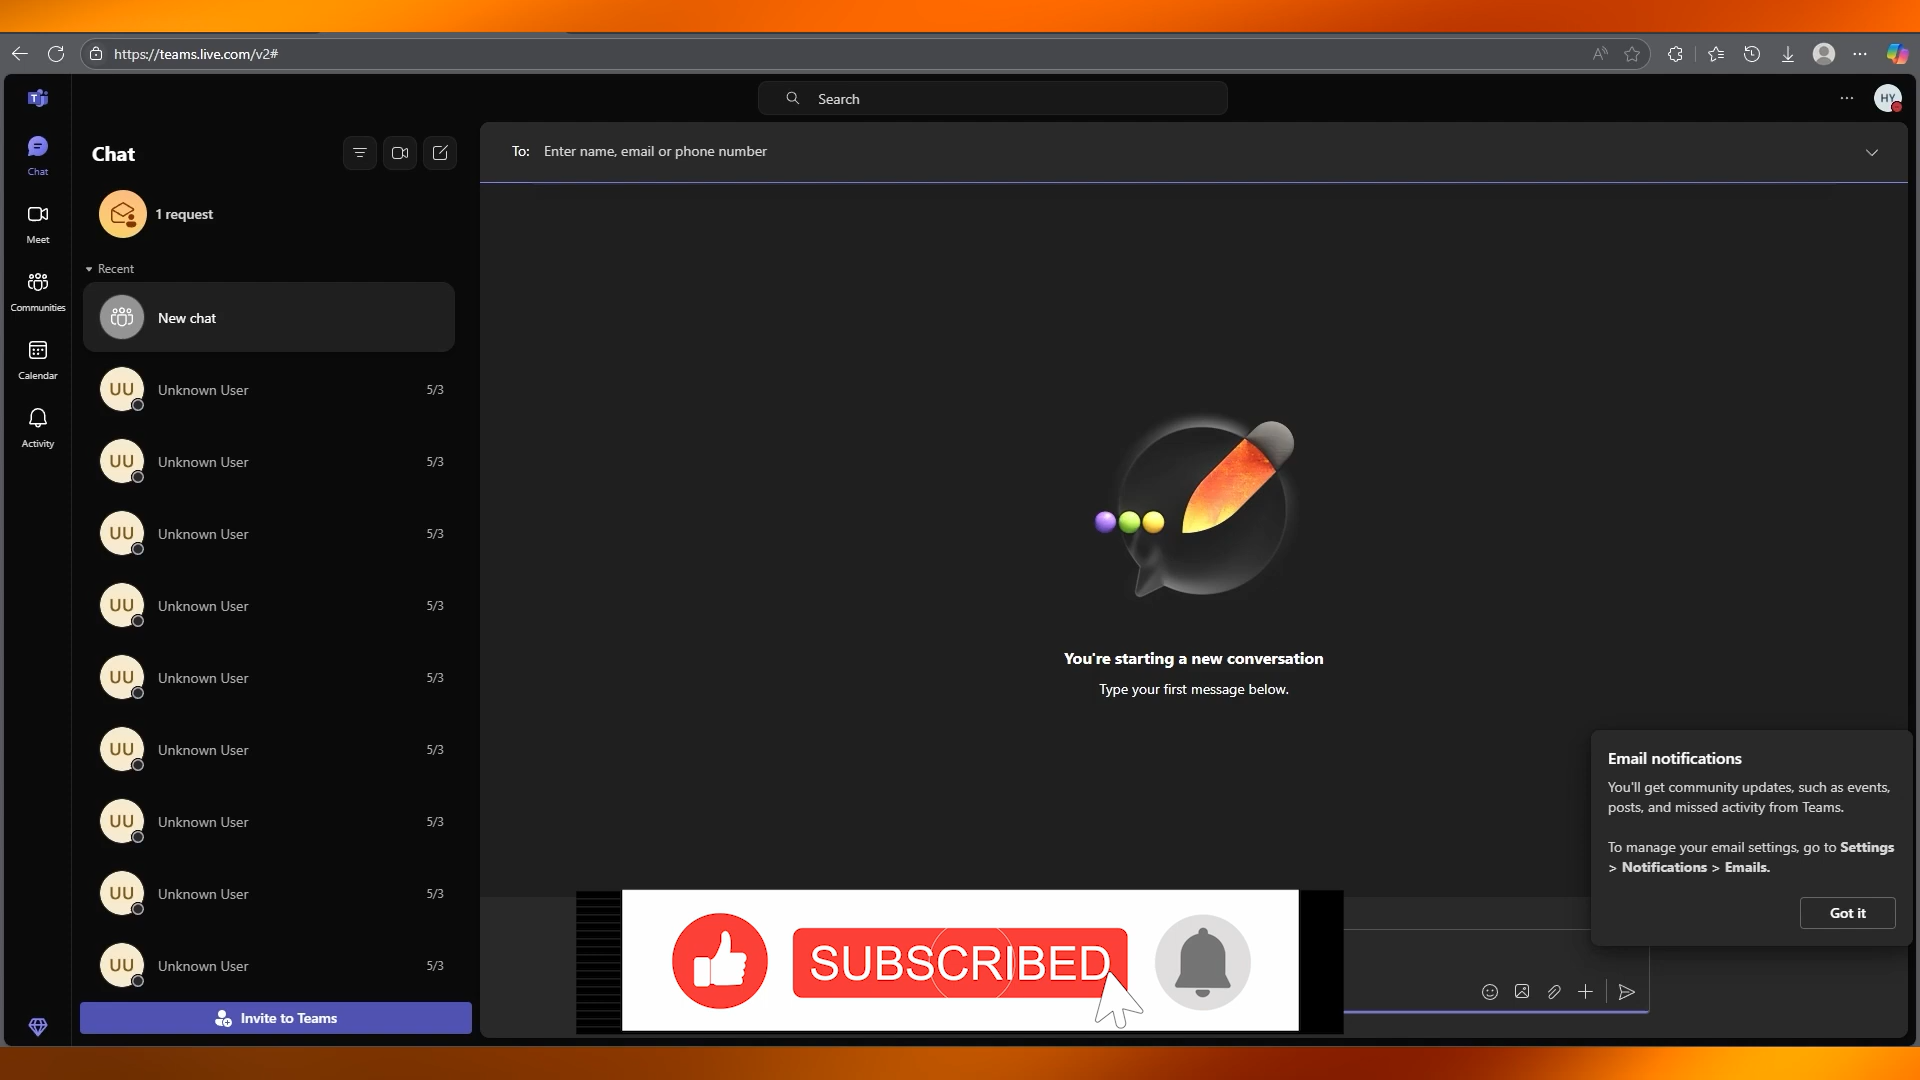 https://teams.live.com/v2#
Search
HY
Chat
Meet
Communities
Calendar
Activity
Chat
1 request
Recent
New chat
UU Unknown User 5/3
UU Unknown User 5/3
UU Unknown User 5/3
UU Unknown User 5/3
UU Unknown User 5/3
UU Unknown User 5/3
UU Unknown User 5/3
UU Unknown User 5/3
UU Unknown User 5/3
Invite to Teams
To: Enter name, email or phone number
You're starting a new conversation
Type your first message below.
Email notifications
You'll get community updates, such as events,
posts, and missed activity from Teams.
To manage your email settings, go to Settings
> Notifications > Emails.
Got it
SUBSCRIBED